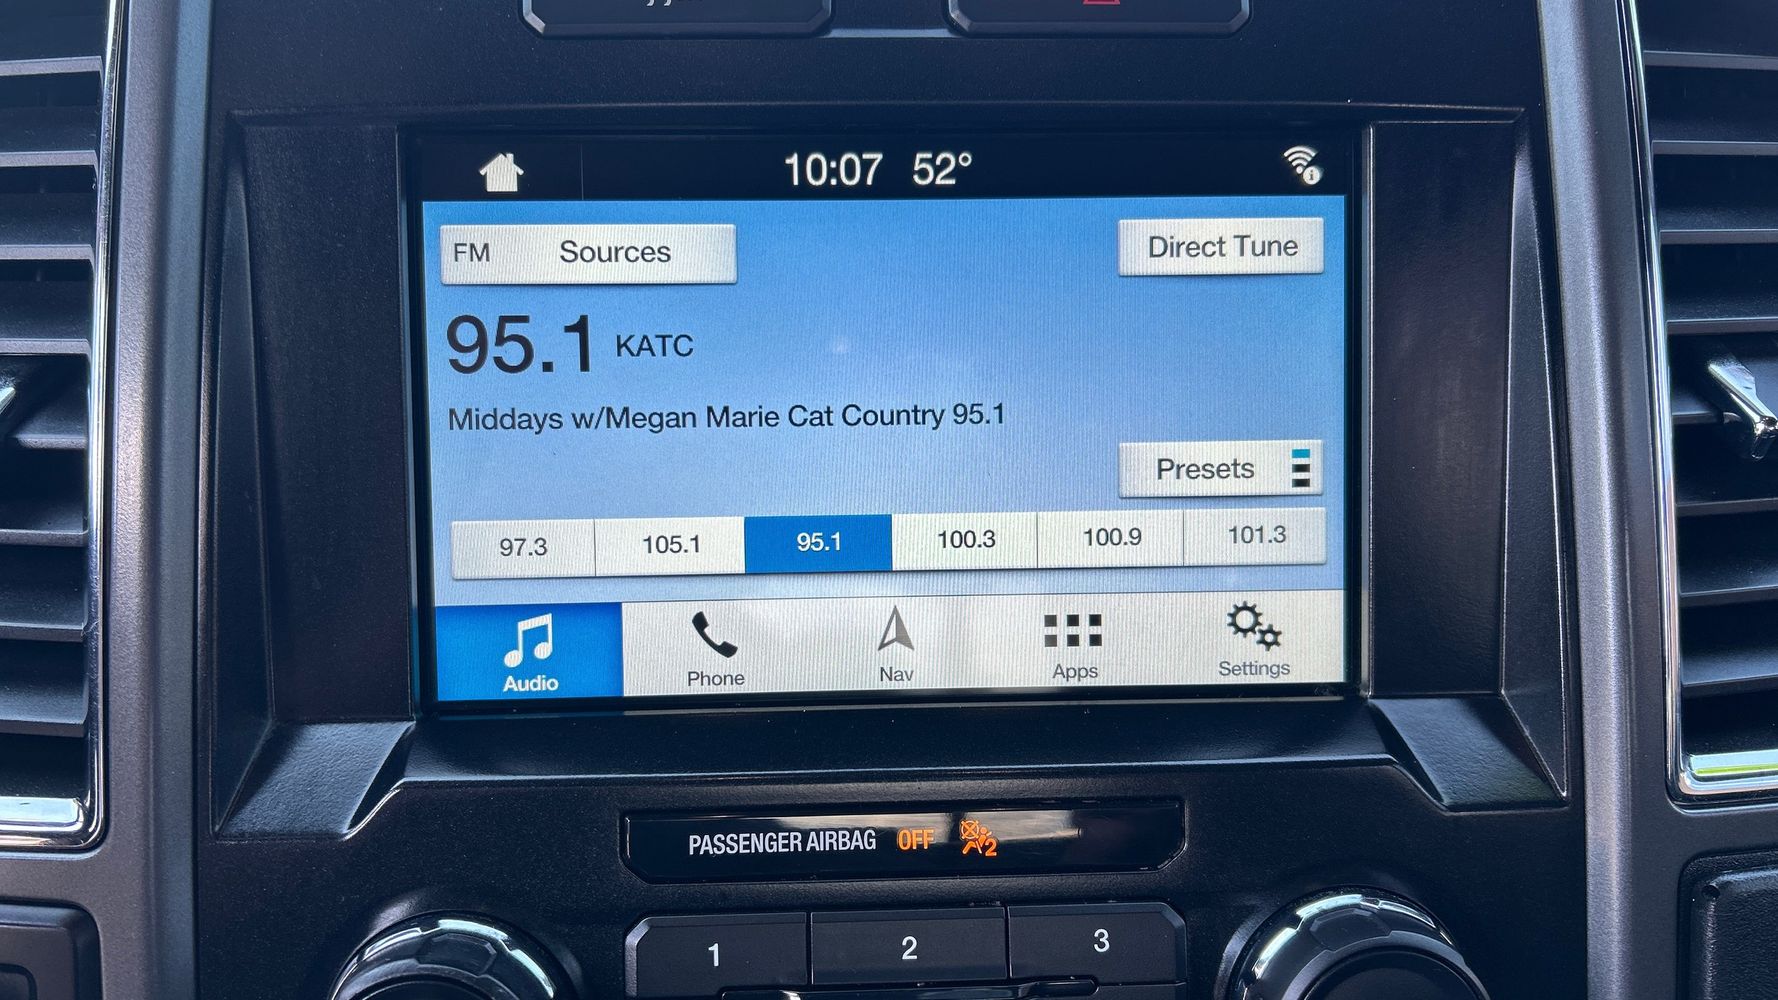 10:07 52°
FM Sources
Direct Tune
95.1 KATC
Middays w/Megan Marie Cat Country 95.1
Presets
97.3 105.1 95.1 100.3 100.9 101.3
Audio Phone Nav Apps Settings
PASSENGER AIRBAG OFF 2
1 2 3